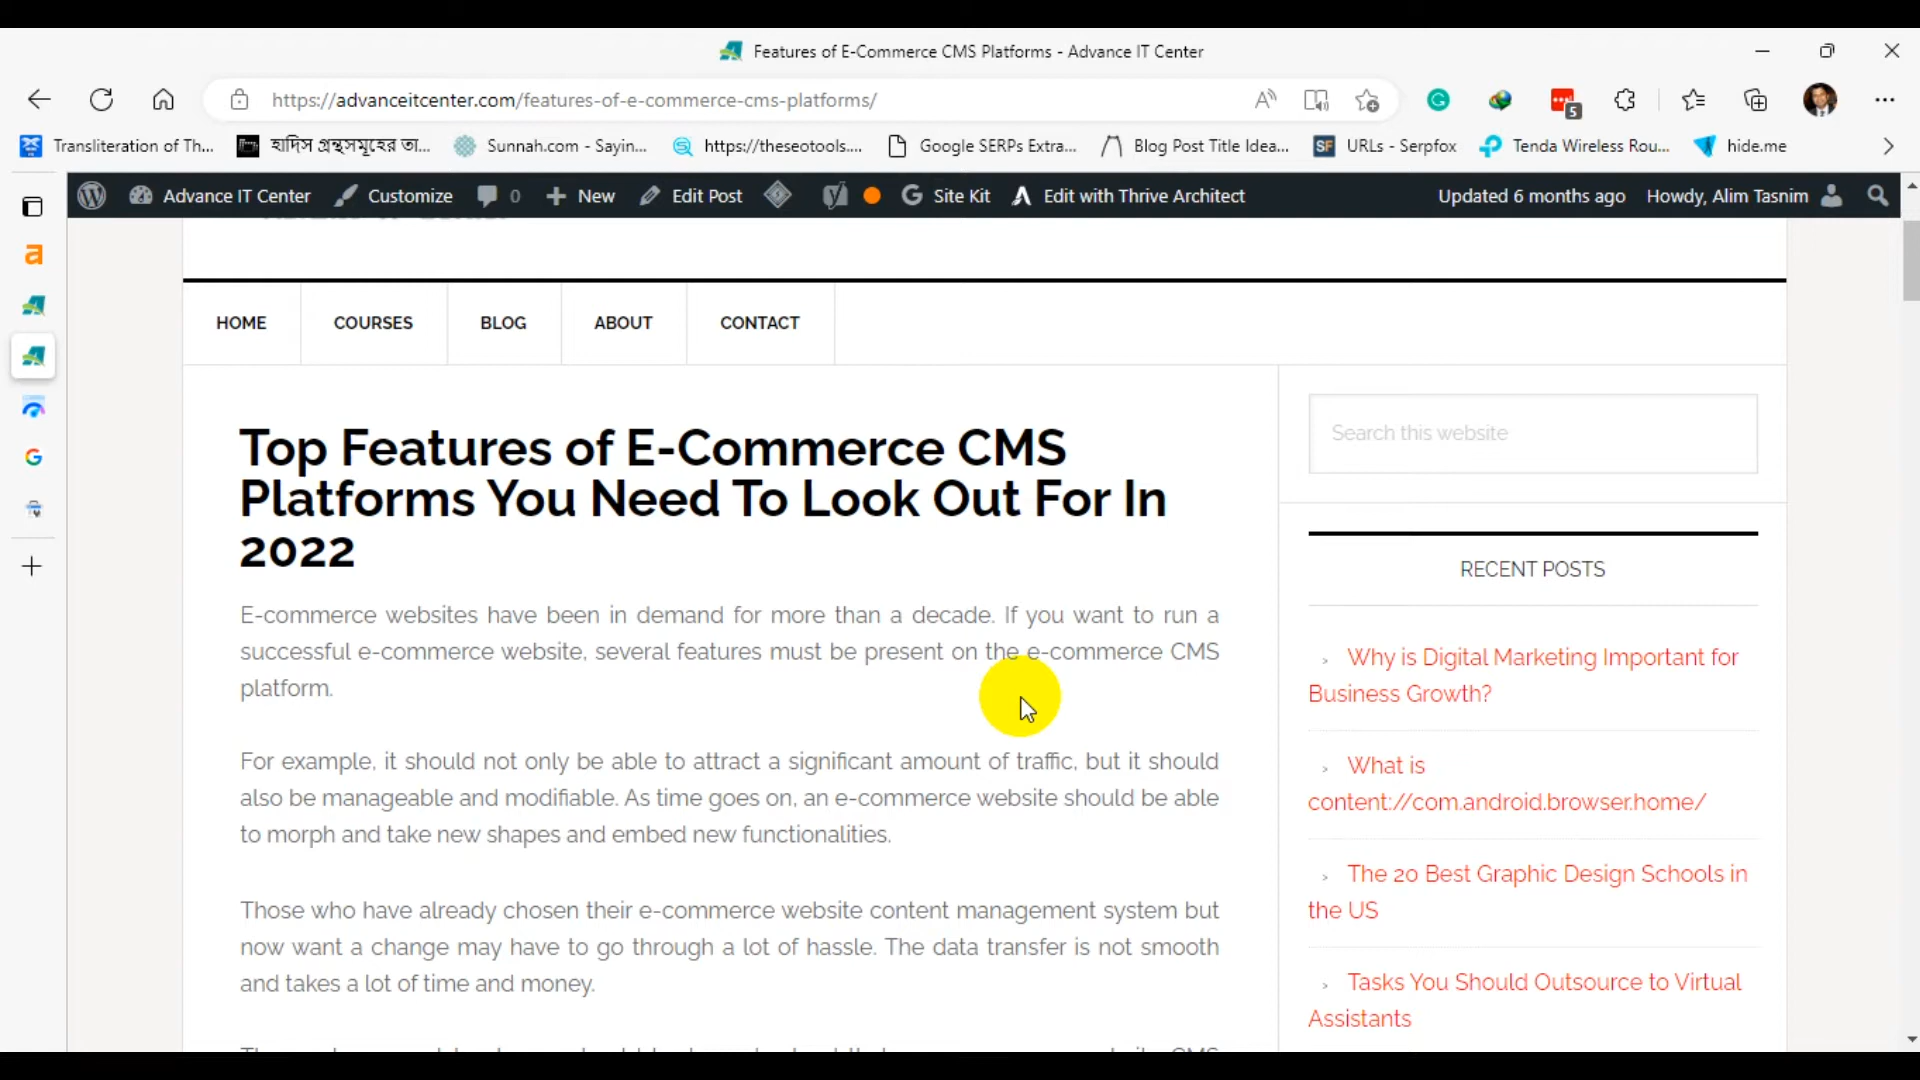 Features of E-Commerce CMS Platforms - Advance IT Center
https://advanceitcenter.com/features-of-e-commerce-cms-platforms/
5
Transliteration of Th...
হাদিস গ্রন্থসমূহের তা...
Sunnah.com - Sayin...
https://theseotools....
Google SERPs Extra...
Blog Post Title Idea...
SF URLs - Serpfox
Tenda Wireless Rou...
hide.me
Advance IT Center
Customize
0
New
Edit Post
Site Kit
Edit with Thrive Architect
Updated 6 months ago
Howdy, Alim Tasnim
HOME
COURSES
BLOG
ABOUT
CONTACT
Top Features of E-Commerce CMS
Platforms You Need To Look Out For In
2022
E-commerce websites have been in demand for more than a decade. If you want to run a
successful e-commerce website, several features must be present on the e-commerce CMS
platform.
For example, it should not only be able to attract a significant amount of traffic, but it should
also be manageable and modifiable. As time goes on, an e-commerce website should be able
to morph and take new shapes and embed new functionalities.
Those who have already chosen their e-commerce website content management system but
now want a change may have to go through a lot of hassle. The data transfer is not smooth
and takes a lot of time and money.
Search this website
RECENT POSTS
Why is Digital Marketing Important for
Business Growth?
What is
content://com.android.browser.home/
The 20 Best Graphic Design Schools in
the US
Tasks You Should Outsource to Virtual
Assistants